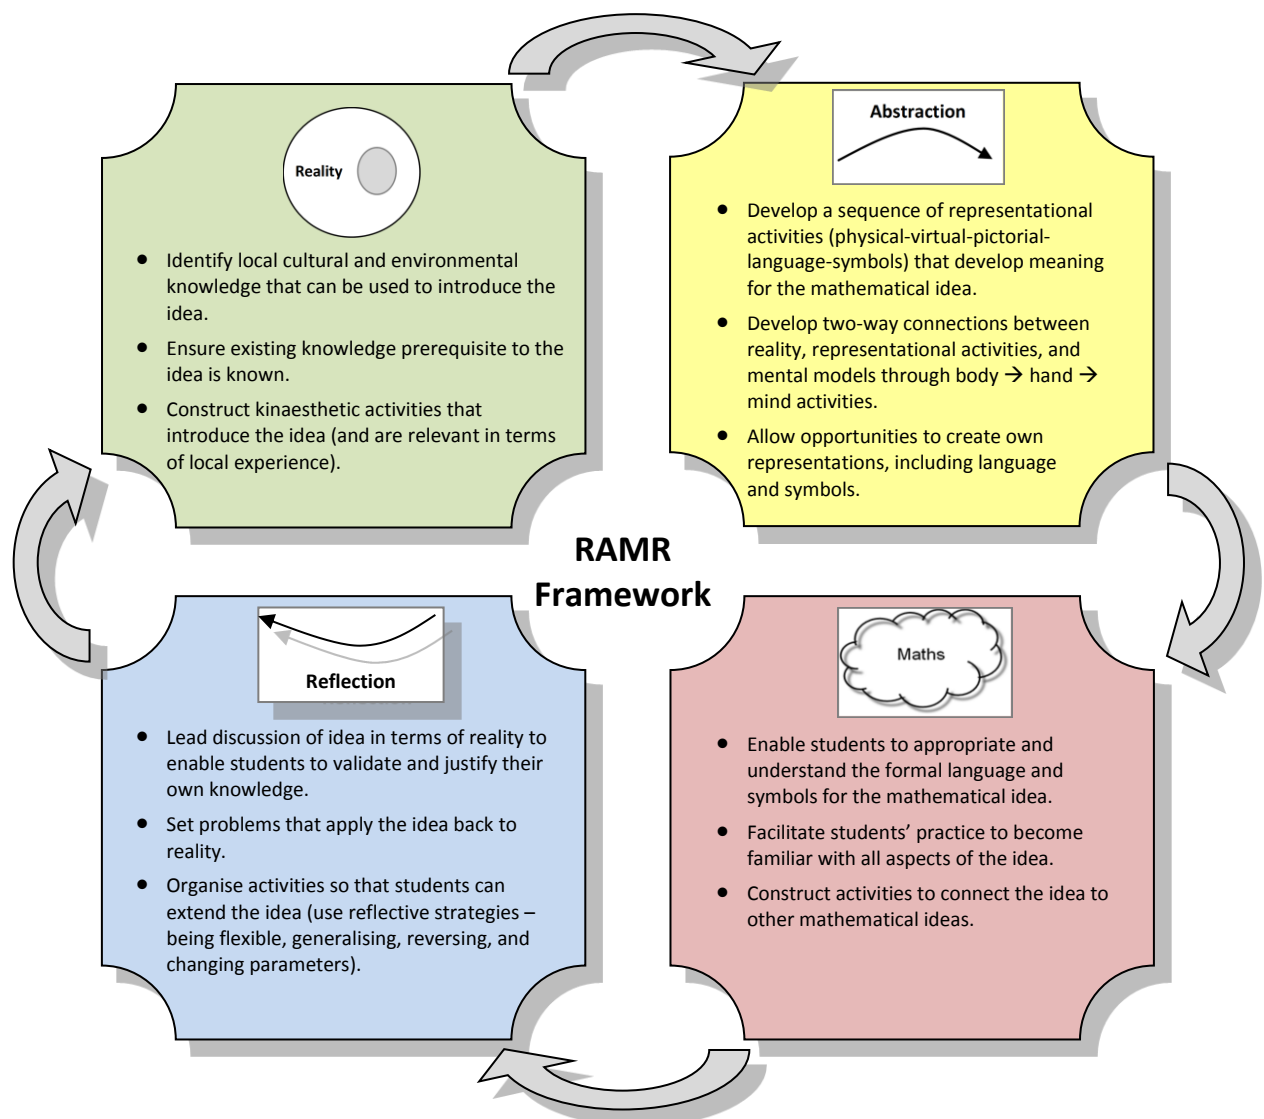 Reality
• Identify local cultural and environmental
knowledge that can be used to introduce the
idea.
• Ensure existing knowledge prerequisite to the
idea is known.
• Construct kinaesthetic activities that
introduce the idea (and are relevant in terms
of local experience).
Abstraction
• Develop a sequence of representational
activities (physical-virtual-pictorial-
language-symbols) that develop meaning
for the mathematical idea.
• Develop two-way connections between
reality, representational activities, and
mental models through body → hand →
mind activities.
• Allow opportunities to create own
representations, including language
and symbols.
RAMR
Framework
Reflection
• Lead discussion of idea in terms of reality to
enable students to validate and justify their
own knowledge.
• Set problems that apply the idea back to
reality.
• Organise activities so that students can
extend the idea (use reflective strategies –
being flexible, generalising, reversing, and
changing parameters).
Maths
• Enable students to appropriate and
understand the formal language and
symbols for the mathematical idea.
• Facilitate students’ practice to become
familiar with all aspects of the idea.
• Construct activities to connect the idea to
other mathematical ideas.